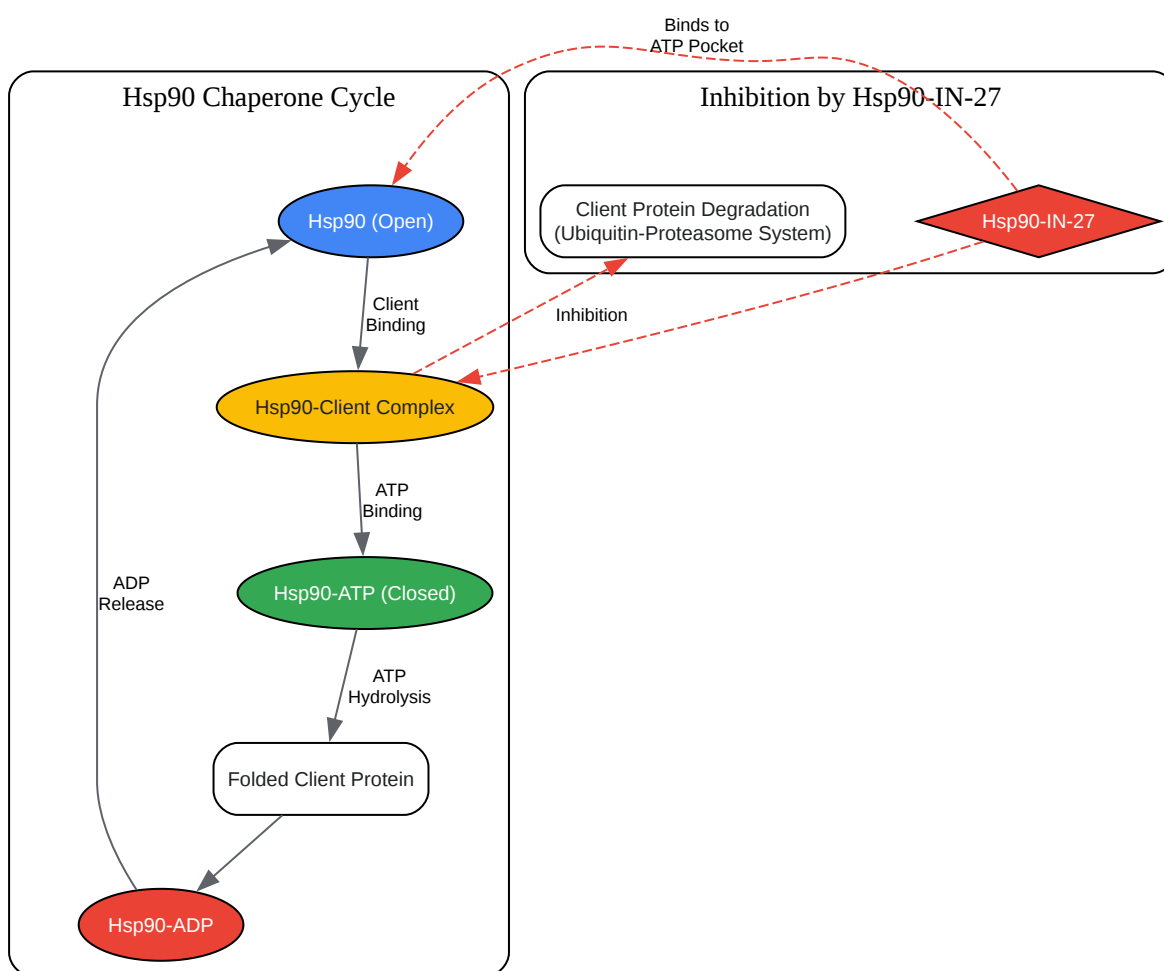 Binds to
ATP Pocket
Hsp90 Chaperone Cycle
Inhibition by Hsp90-IN-27
Hsp90 (Open)
Client Protein Degradation
(Ubiquitin-Proteasome System)
Hsp90-IN-27
Client
Binding
Inhibition
Hsp90-Client Complex
ATP
Binding
ADP
Release
Hsp90-ATP (Closed)
ATP
Hydrolysis
Folded Client Protein
Hsp90-ADP